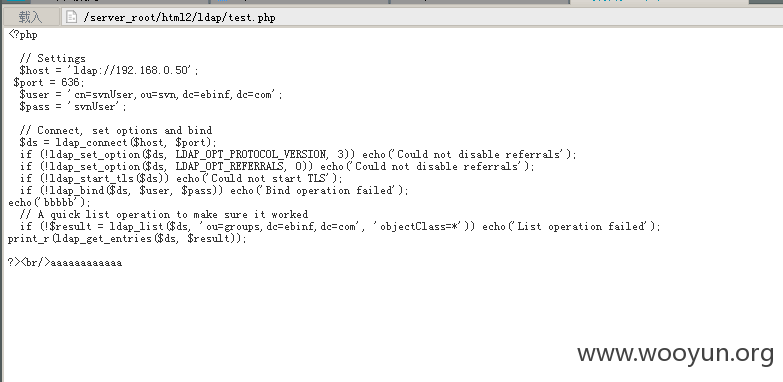 载入 /server_root/html2/ldap/test.php
<?php
// Settings
$host = 'ldap://192.168.0.50';
$port = 636;
$user = 'cn=svnUser,ou=svn,dc=ebinf,dc=com';
$pass = 'svnUser';
// Connect, set options and bind
$ds = ldap_connect($host, $port);
if (!ldap_set_option($ds, LDAP_OPT_PROTOCOL_VERSION, 3)) echo('Could not disable referrals');
if (!ldap_set_option($ds, LDAP_OPT_REFERRALS, 0)) echo('Could not disable referrals');
if (!ldap_start_tls($ds)) echo('Could not start TLS');
if (!ldap_bind($ds, $user, $pass)) echo('Bind operation failed');
echo('bbbbb');
// A quick list operation to make sure it worked
if (!$result = ldap_list($ds, 'ou=groups,dc=ebinf,dc=com', 'objectClass=*')) echo('List operation failed');
print_r(ldap_get_entries($ds, $result));
?><br/>aaaaaaaaaaaa
www.wooyun.org